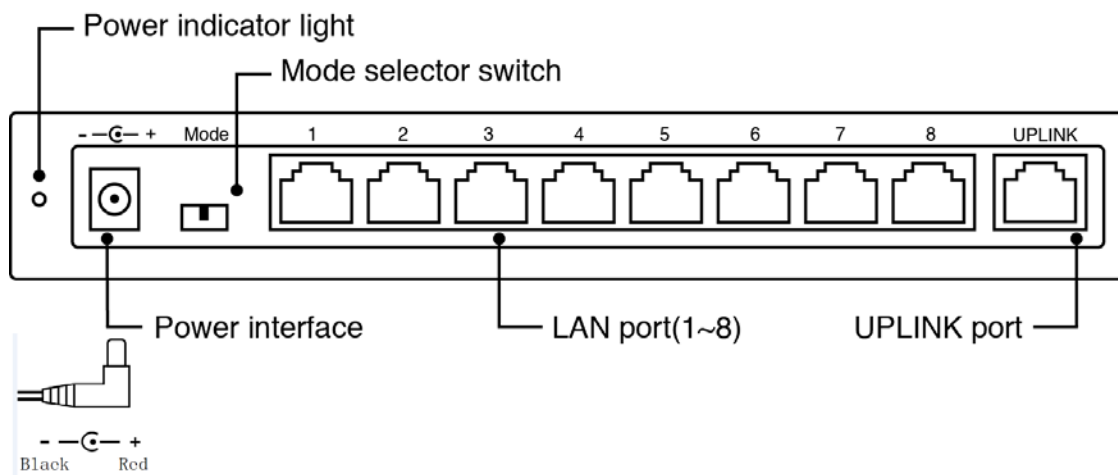 Power indicator light
Mode selector switch
- + Mode 1 2 3 4 5 6 7 8 UPLINK
Power interface
LAN port(1~8)
UPLINK port
- +
Black Red